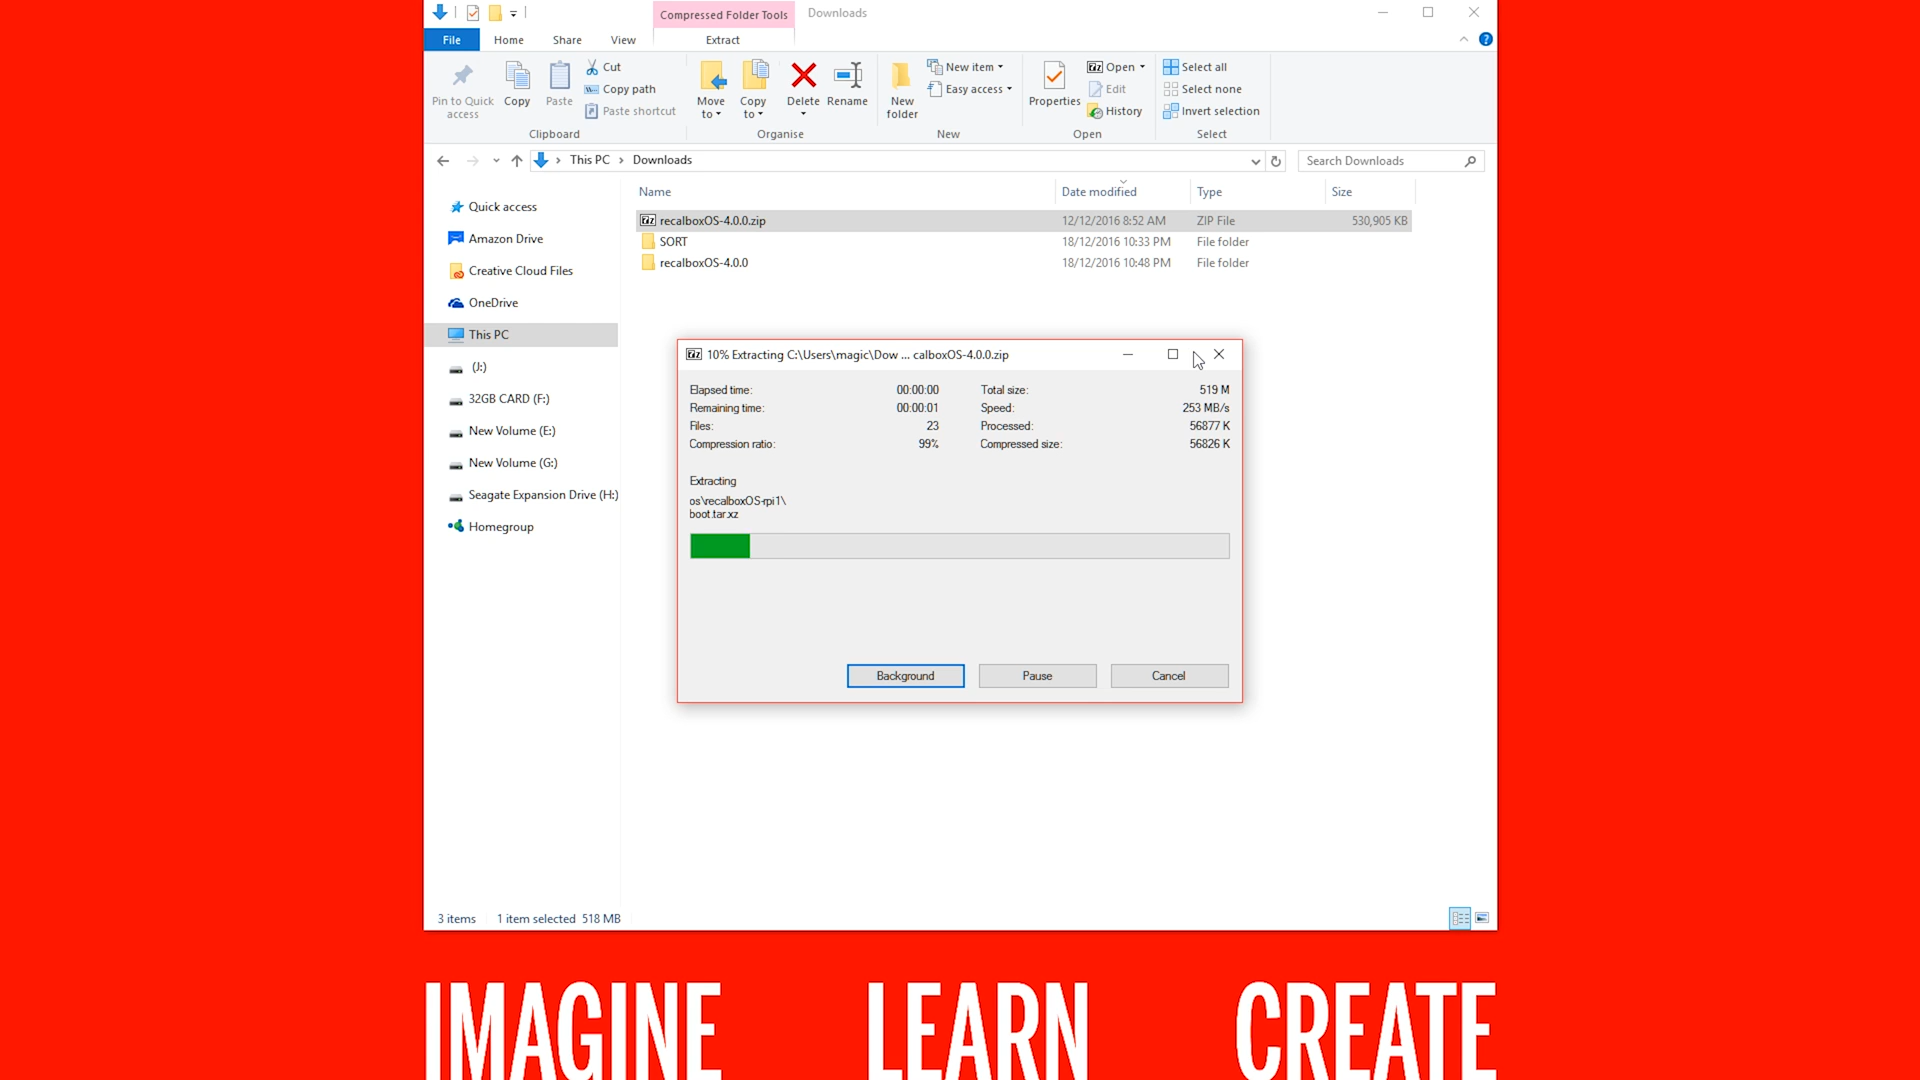 Compressed Folder Tools
Downloads
File
Home
Share
View
Extract
Pin to Quick access
Copy
Paste
Cut
Copy path
Paste shortcut
Clipboard
Move to
Copy to
Delete
Rename
Organise
New folder
New item
Easy access
New
Properties
Open
Edit
History
Open
Select all
Select none
Invert selection
Select
This PC > Downloads
Search Downloads
Name
Date modified
Type
Size
recalboxOS-4.0.0.zip 12/12/2016 8:52 AM ZIP File 530,905 KB
SORT 18/12/2016 10:33 PM File folder
recalboxOS-4.0.0 18/12/2016 10:48 PM File folder
Quick access
Amazon Drive
Creative Cloud Files
OneDrive
This PC
(J:)
32GB CARD (F:)
New Volume (E:)
New Volume (G:)
Seagate Expansion Drive (H:)
Homegroup
7z 10% Extracting C:\Users\magic\Dow ... calboxOS-4.0.0.zip
Elapsed time: 00:00:00 Total size: 519 M
Remaining time: 00:00:01 Speed: 253 MB/s
Files: 23 Processed: 56877 K
Compression ratio: 99% Compressed size: 56826 K
Extracting
os\recalboxOS-rpi1\
boot.tar.xz
Background
Pause
Cancel
3 items 1 item selected 518 MB
IMAGINE LEARN CREATE